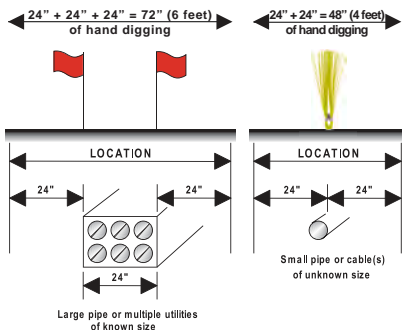 24” + 24” + 24” = 72” (6 feet)
of hand digging
24” + 24” = 48” (4 feet)
of hand digging
LOCATION
LOCATION
24"
24"
24"
24"
24"
Small pipe or cable(s)
of unknown size
Large pipe or multiple utilities
of known size